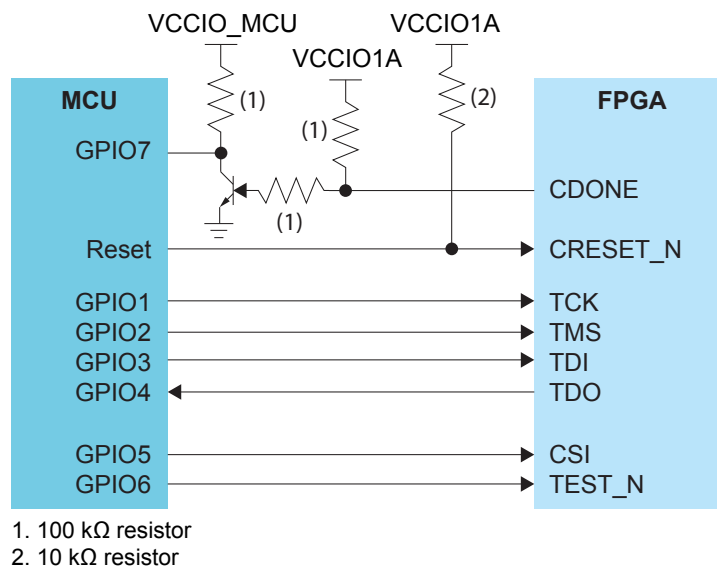 VCCIO_MCU
VCCIO1A
VCCIO1A
MCU
FPGA
(1)
(1)
(2)
GPIO7
(1)
CDONE
Reset
CRESET_N
GPIO1
TCK
GPIO2
TMS
GPIO3
TDI
GPIO4
TDO
GPIO5
CSI
GPIO6
TEST_N
1. 100 kΩ resistor
2. 10 kΩ resistor